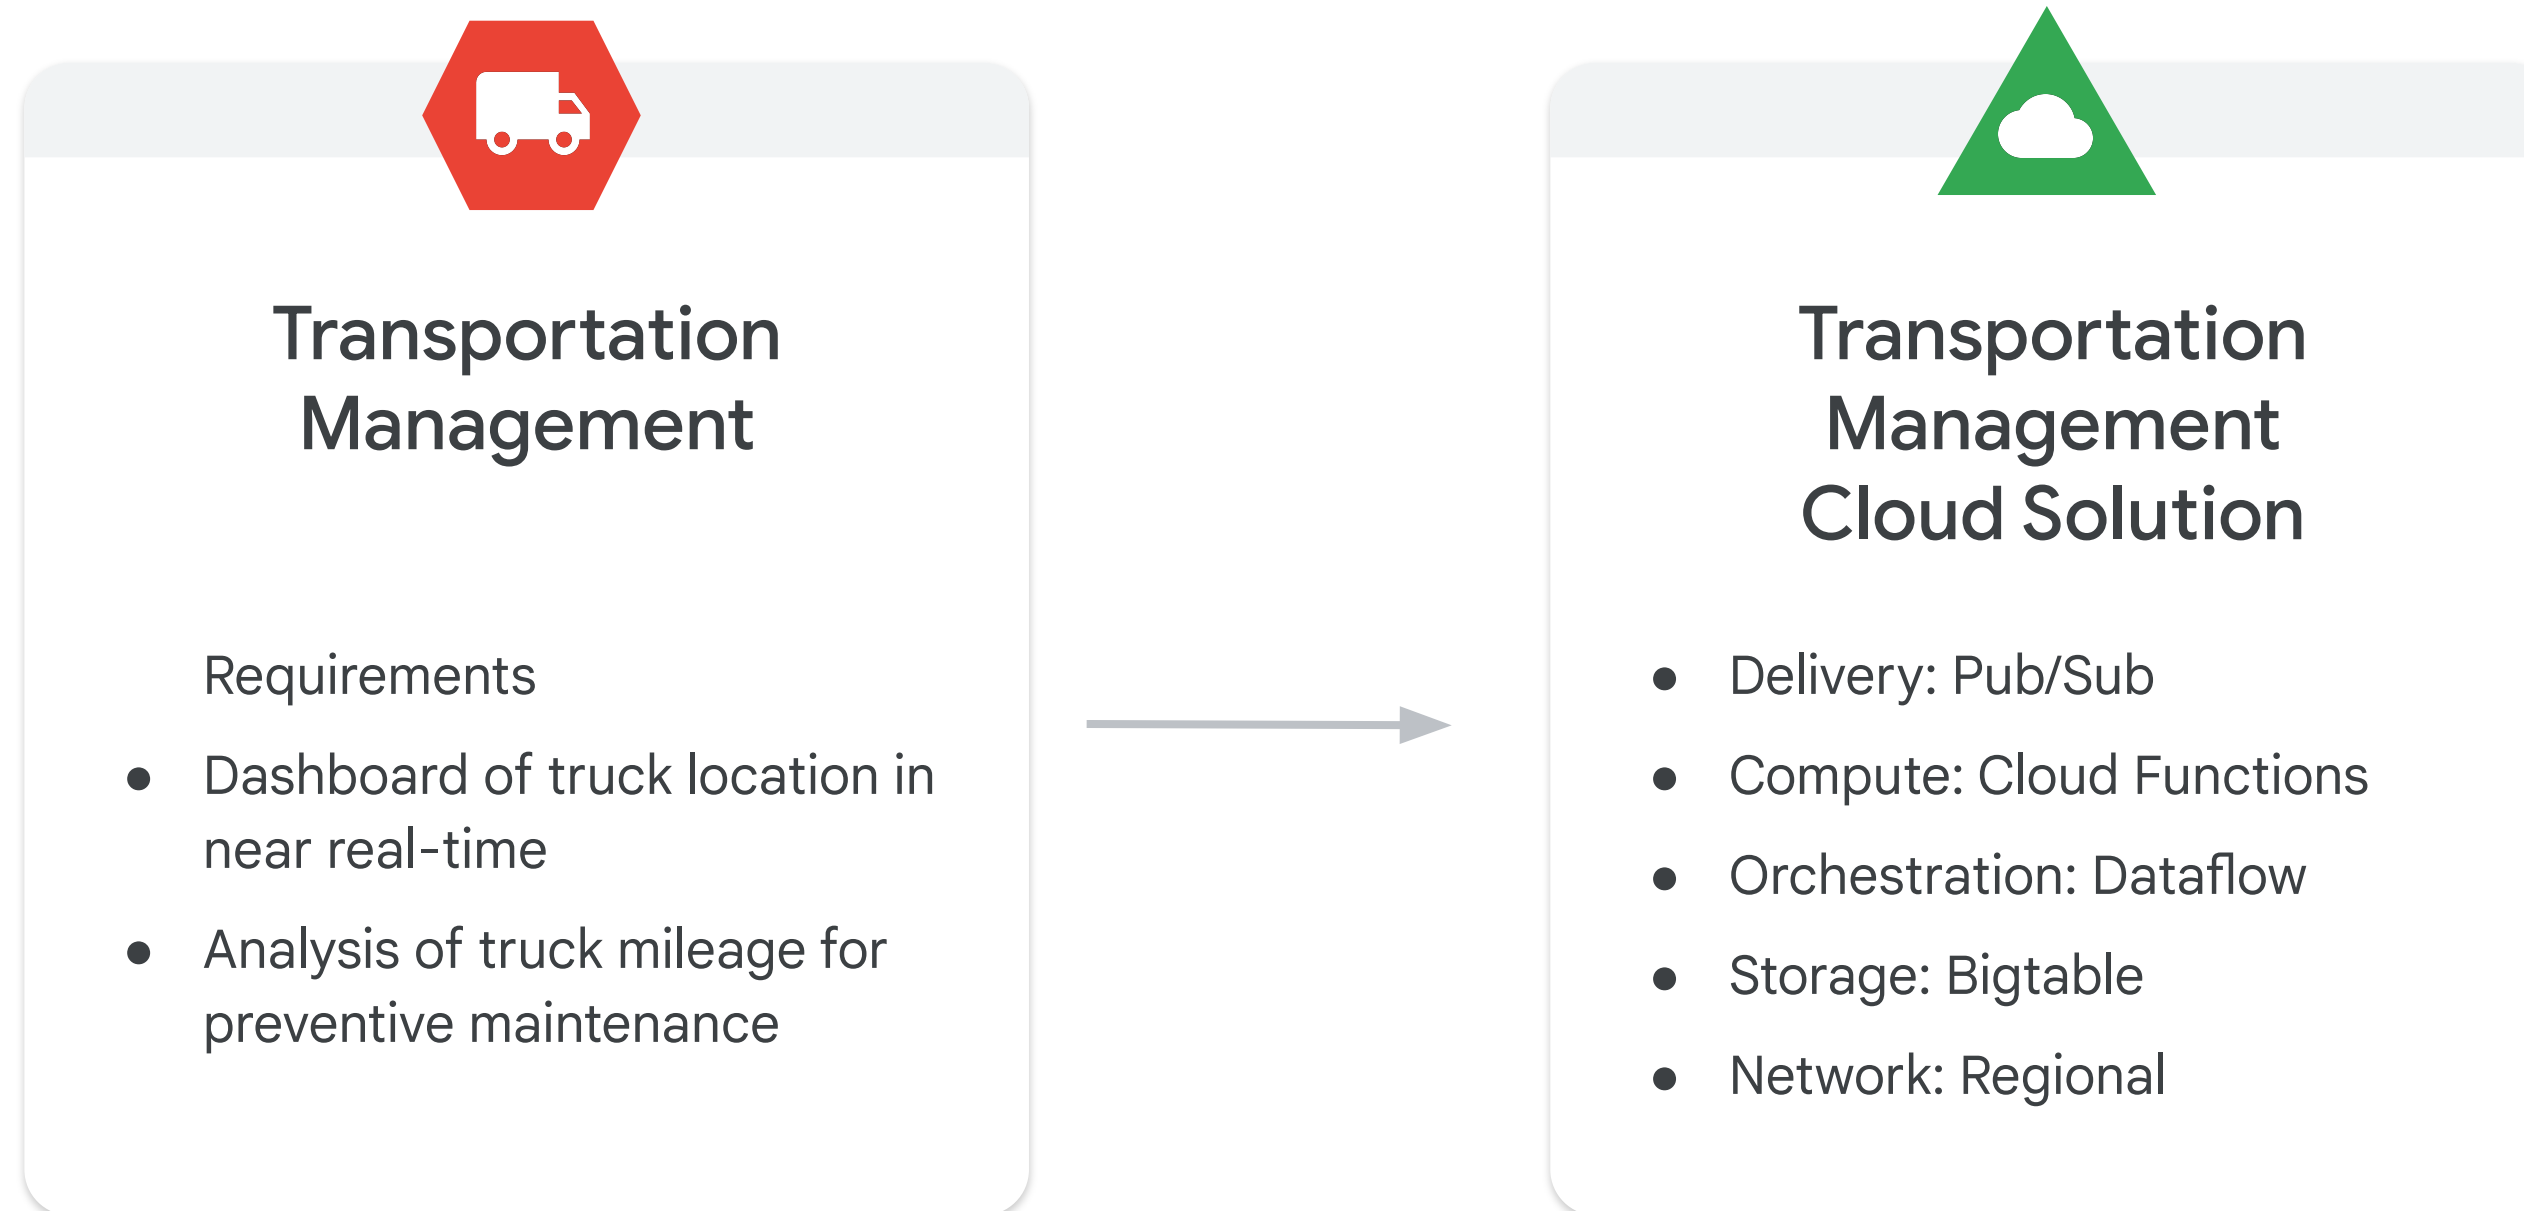 Transportation
Management
Requirements
● Dashboard of truck location in
near real-time
● Analysis of truck mileage for
preventive maintenance
Transportation
Management
Cloud Solution
● Delivery: Pub/Sub
● Compute: Cloud Functions
● Orchestration: Dataflow
● Storage: Bigtable
● Network: Regional